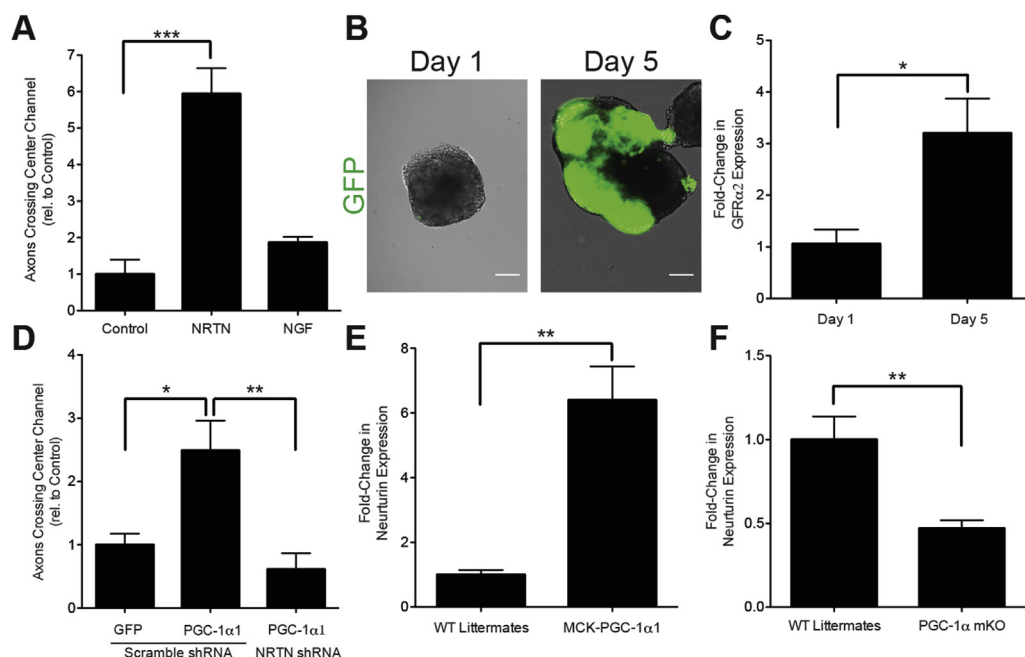 A
Axons Crossing Center Channel
(rel. to Control)
7
6
5
4
3
2
1
0
***
Control NRTN NGF
B
Day 1 Day 5
GFP
C
Fold-Change in
GFRα2 Expression
5
4
3
2
1
0
*
Day 1 Day 5
D
Axons Crossing Center Channel
(rel. to Control)
4
3
2
1
0
* **
GFP PGC-1α1 PGC-1α1
Scramble shRNA NRTN shRNA
E
Fold-Change in
Neurturin Expression
8
6
4
2
0
**
WT Littermates MCK-PGC-1α1
F
Fold-Change in
Neurturin Expression
1.5
1.0
0.5
0.0
**
WT Littermates PGC-1α mKO